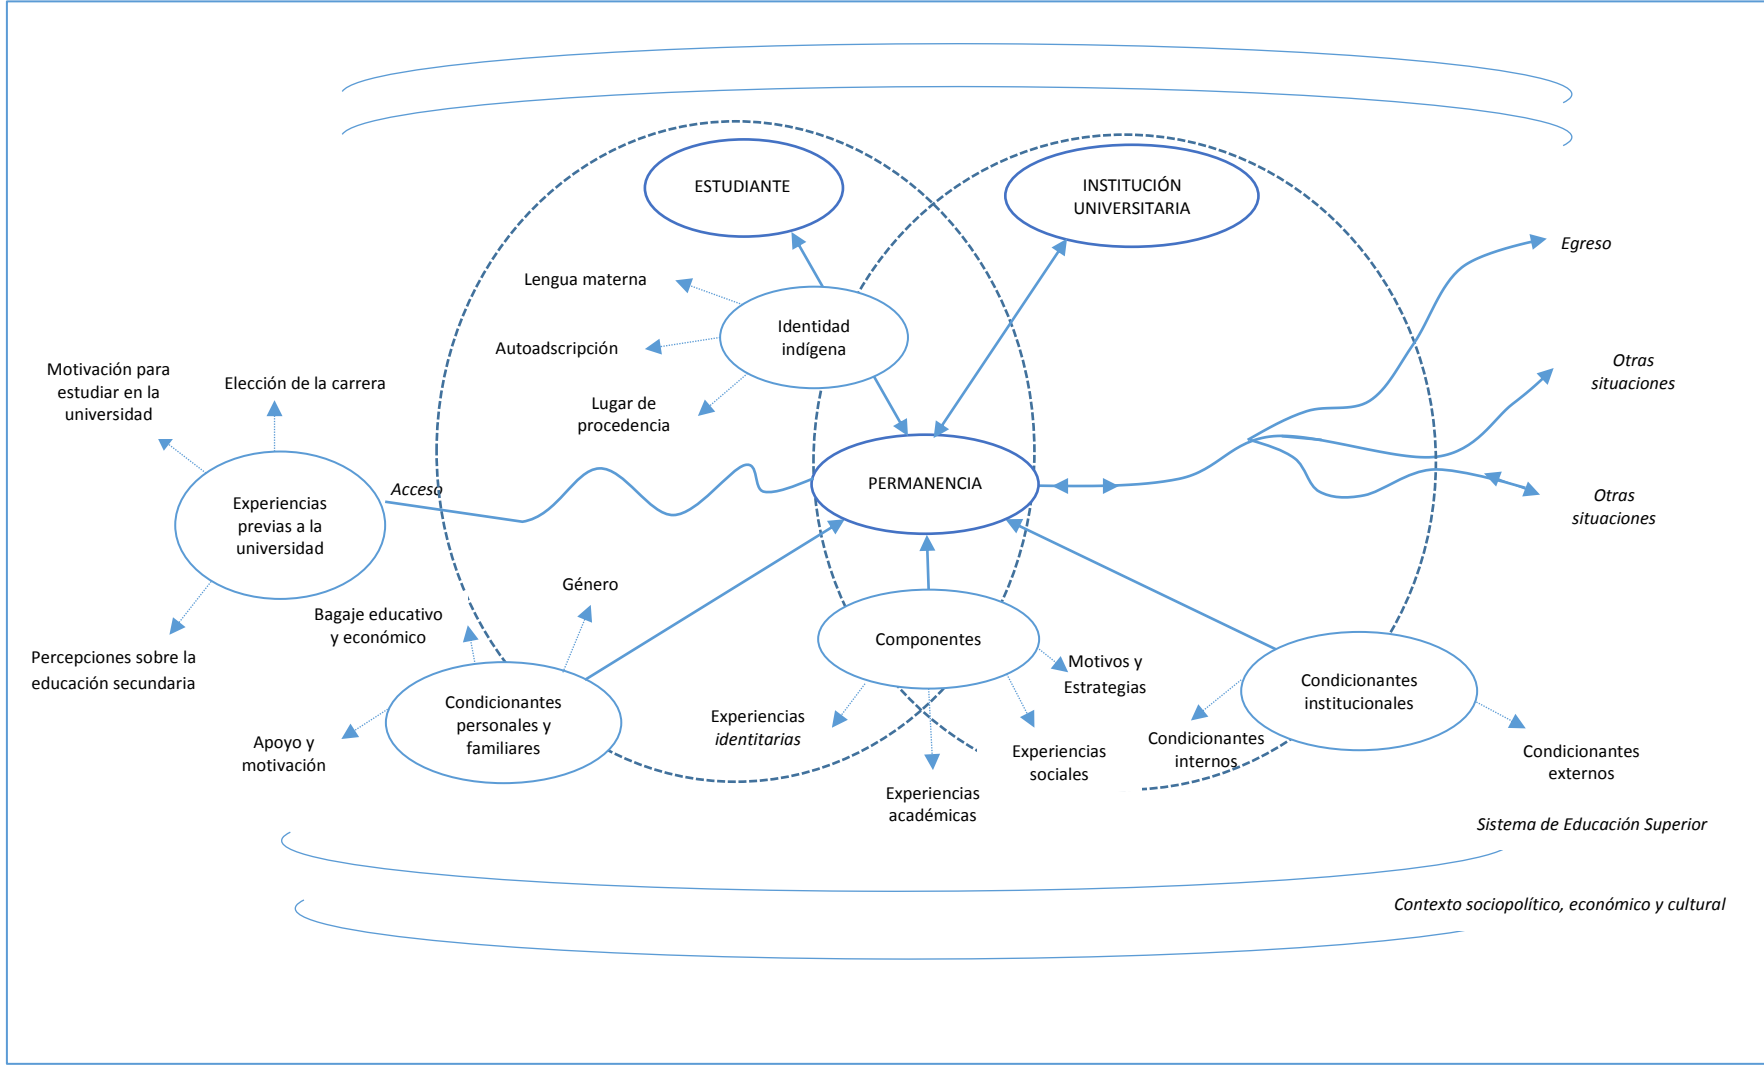 ESTUDIANTE
INSTITUCIÓN
UNIVERSITARIA
Egreso
Lengua materna
Identidad
indígena
Autoadscripción
Motivación para
estudiar en la
universidad
Elección de la carrera
Otras
situaciones
Lugar de
procedencia
PERMANENCIA
Acceso
Experiencias
previas a la
universidad
Otras
situaciones
Género
Bagaje educativo
y económico
Componentes
Percepciones sobre la
educación secundaria
Motivos y
Estrategias
Condicionantes
institucionales
Condicionantes
personales y
familiares
Experiencias
identitarias
Apoyo y
motivación
Condicionantes
internos
Experiencias
sociales
Condicionantes
externos
Experiencias
académicas
Sistema de Educación Superior
Contexto sociopolítico, económico y cultural